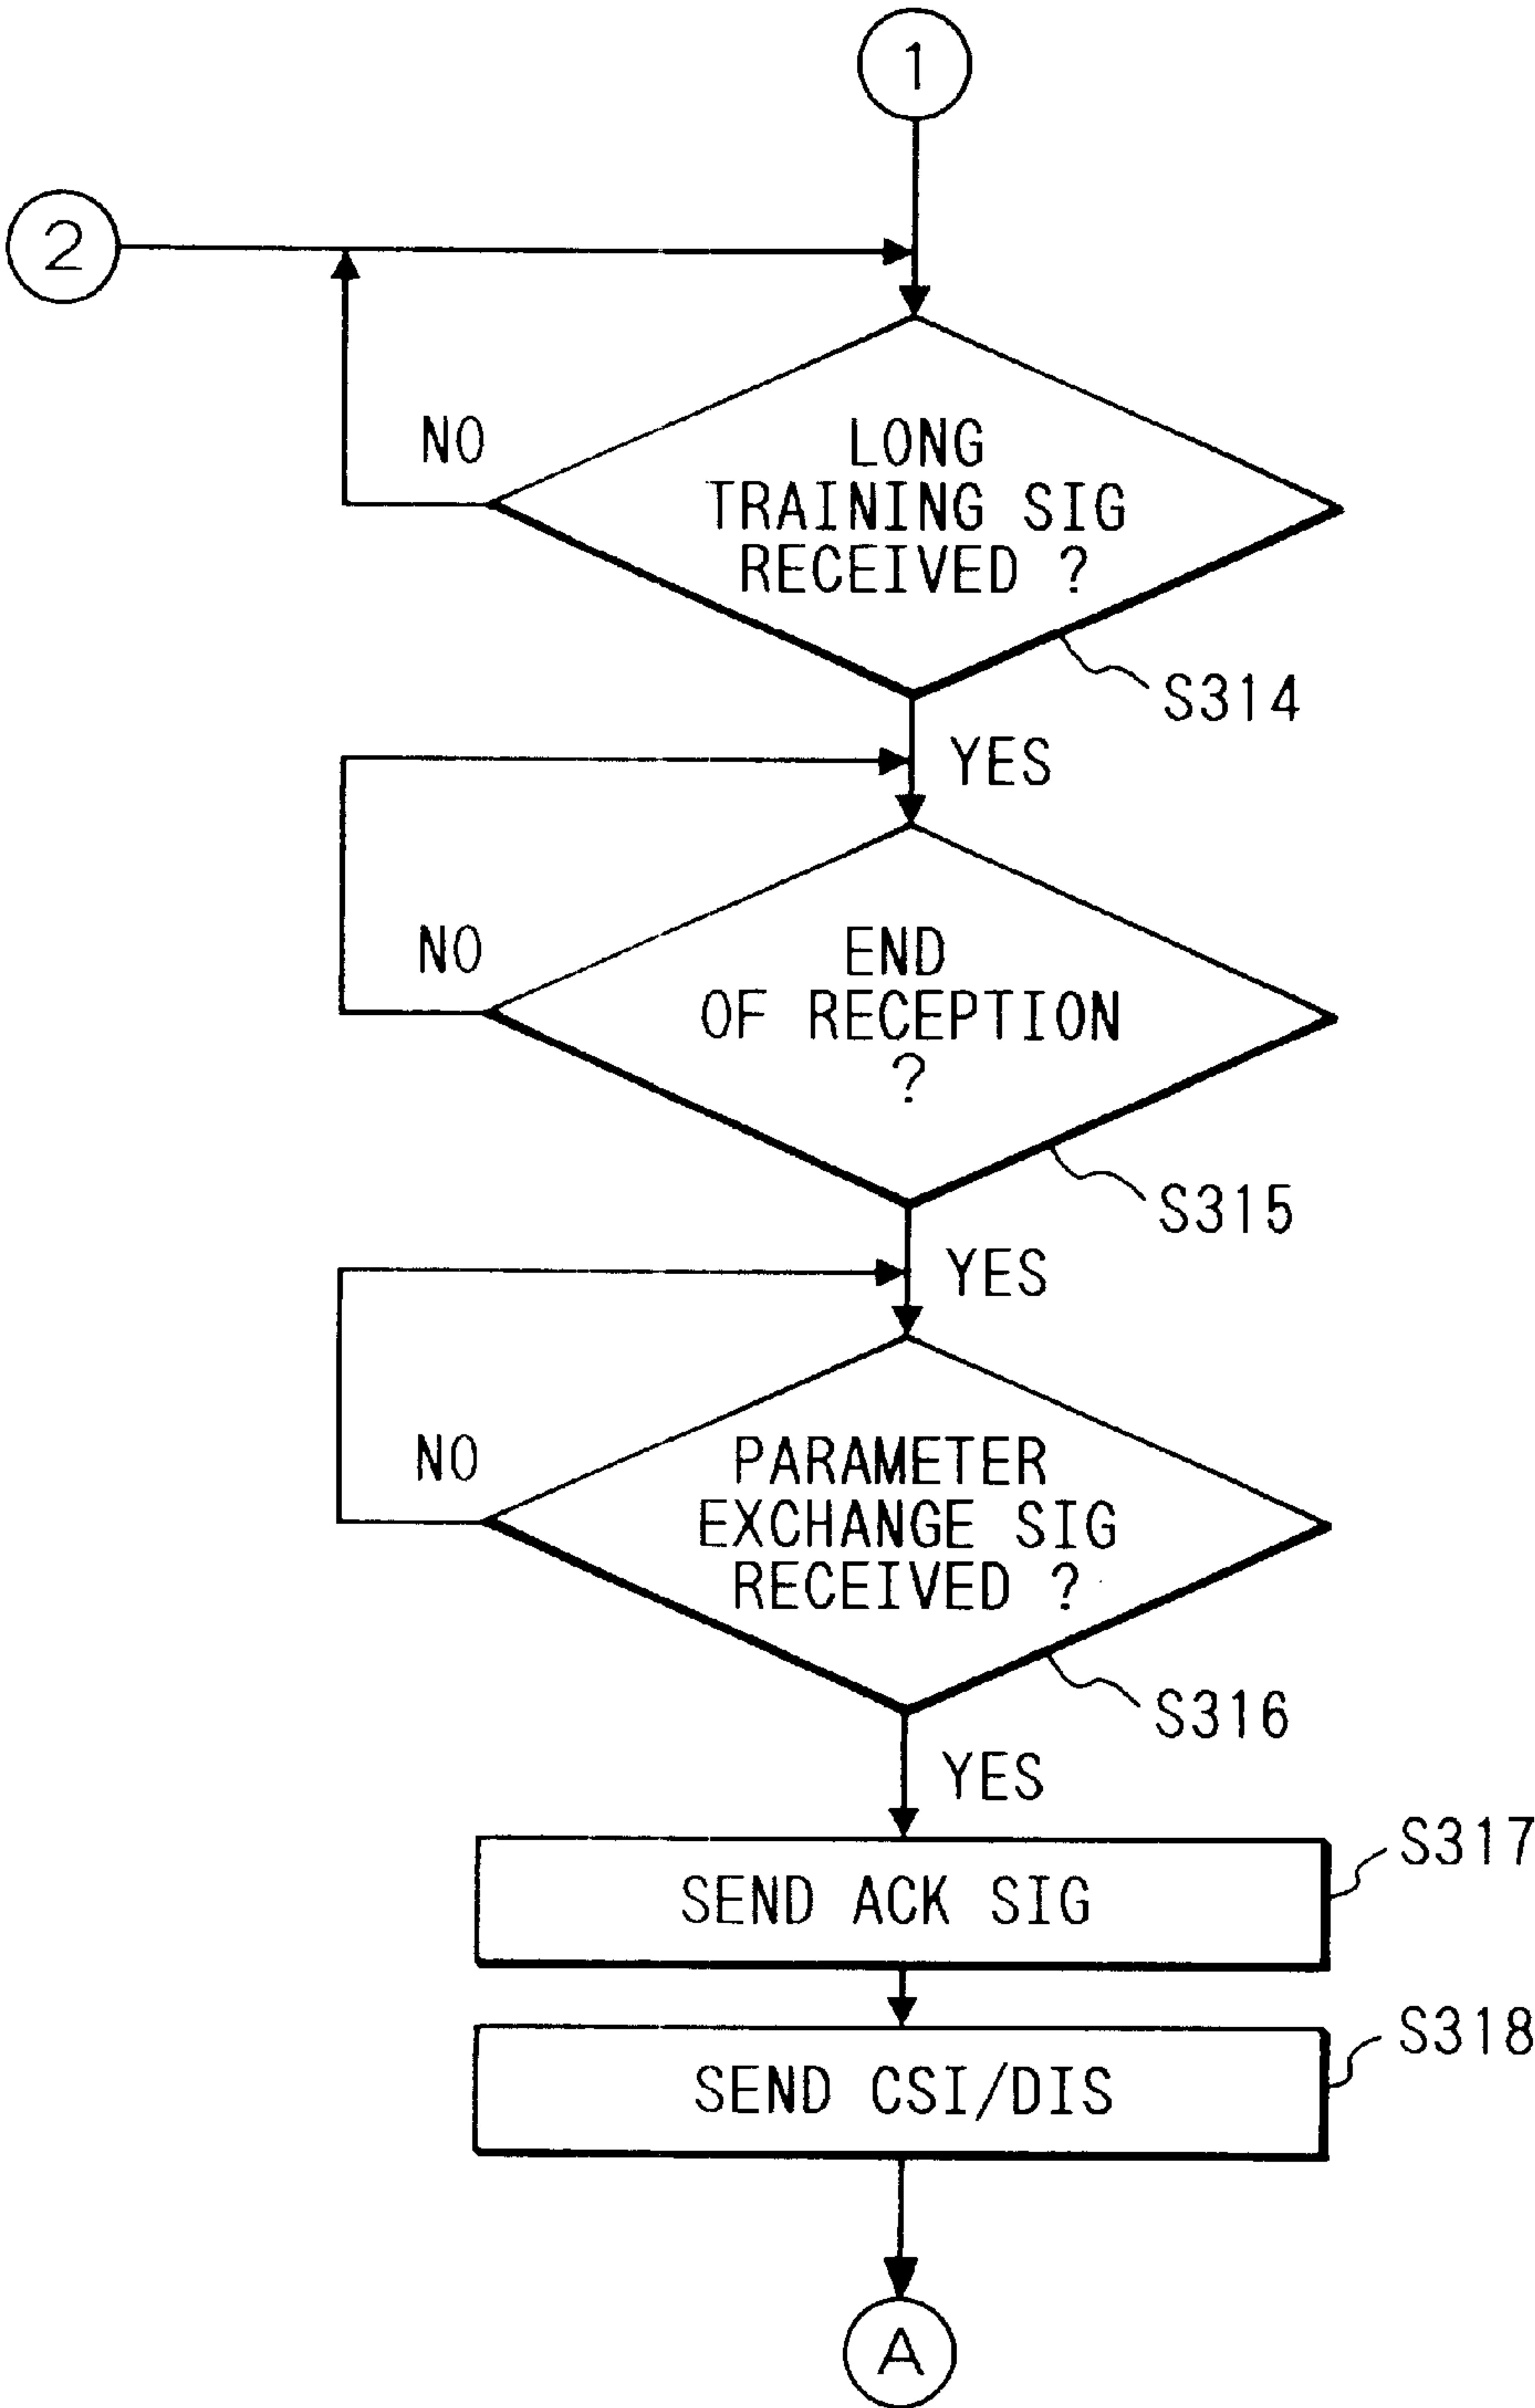 1
2
NO
LONG
TRAINING SIG
RECEIVED ?
S314
YES
NO
END
OF RECEPTION
?
S315
YES
NO
PARAMETER
EXCHANGE SIG
RECEIVED ?
S316
YES
S317
SEND ACK SIG
S318
SEND CSI/DIS
A